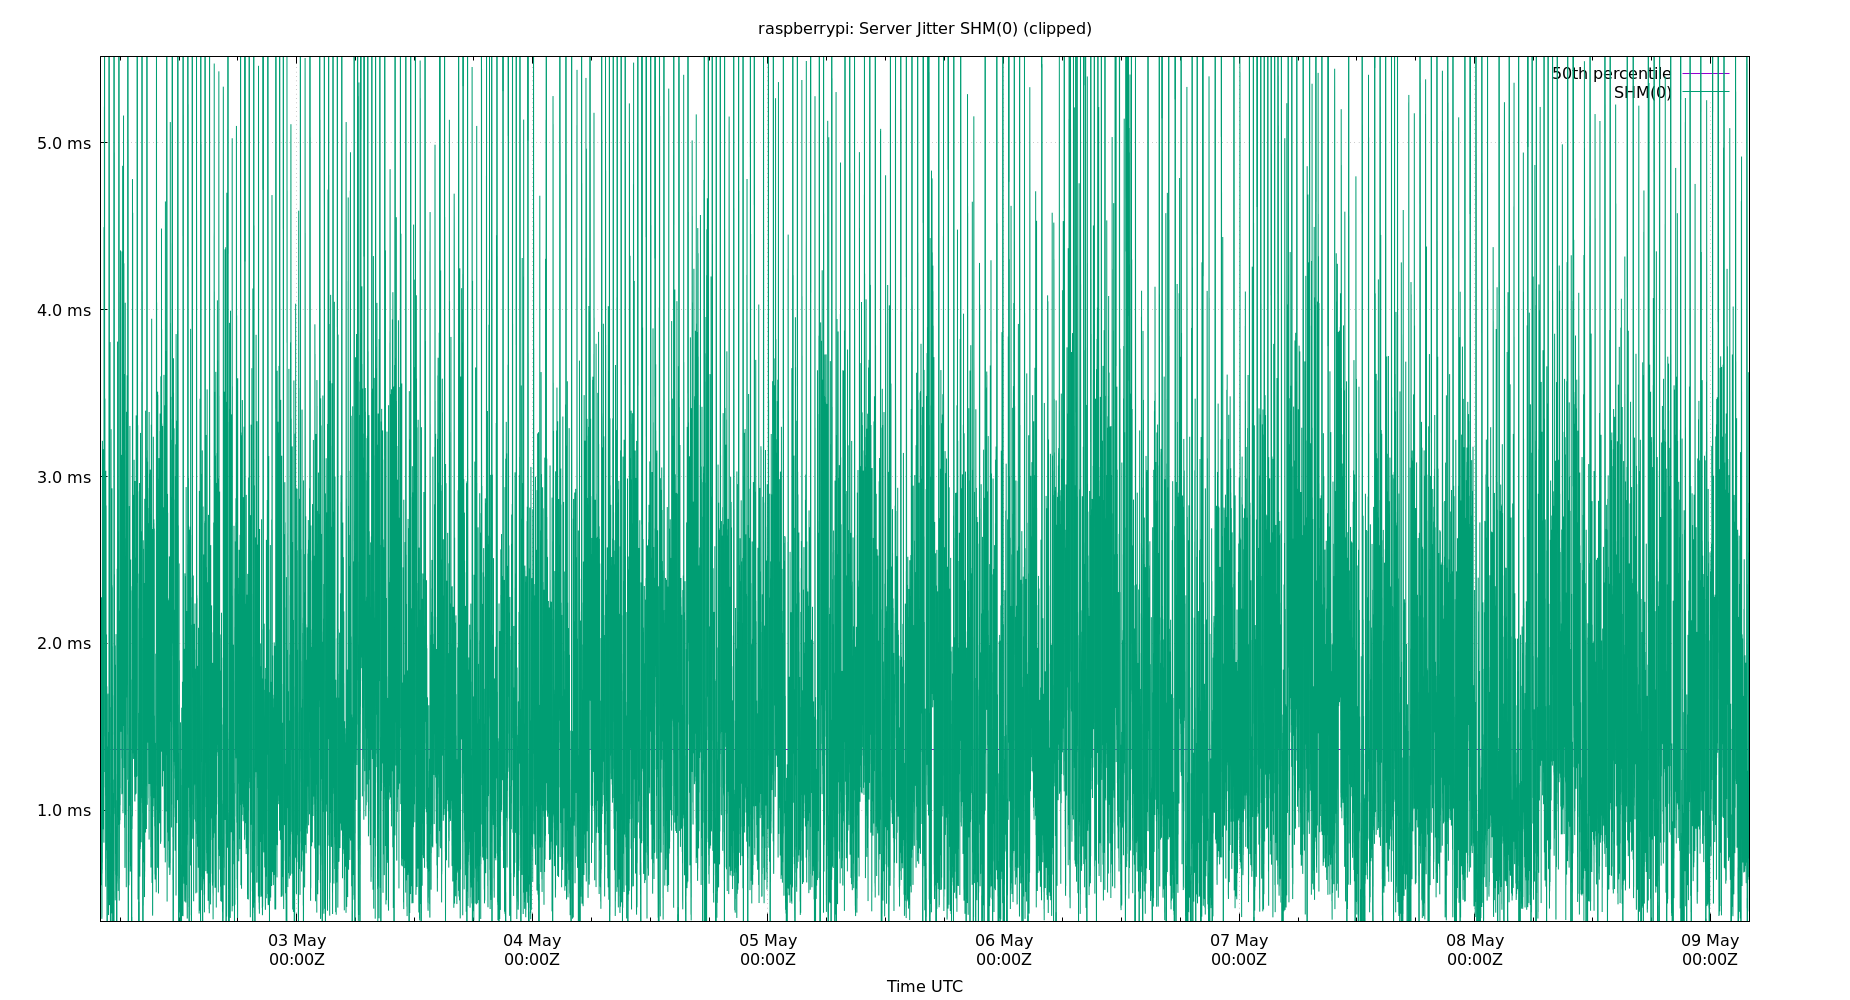 raspberrypi: Server Jitter SHM(0) (clipped)
50th percentile
SHM(0)
5.0 ms
4.0 ms
3.0 ms
2.0 ms
1.0 ms
03 May 04 May 05 May 06 May 07 May 08 May 09 May
00:00Z 00:00Z 00:00Z 00:00Z 00:00Z 00:00Z 00:00Z
Time UTC